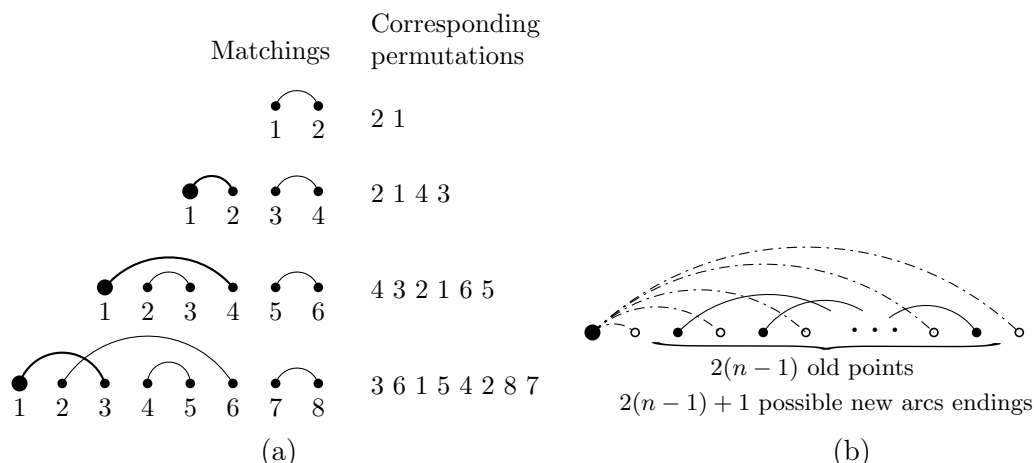 Matchings
Corresponding
permutations
1 2
2 1
1 2 3 4
2 1 4 3
1 2 3 4 5 6
4 3 2 1 6 5
1 2 3 4 5 6 7 8
3 6 1 5 4 2 8 7
(a)
2(n − 1) old points
2(n − 1) + 1 possible new arcs endings
(b)